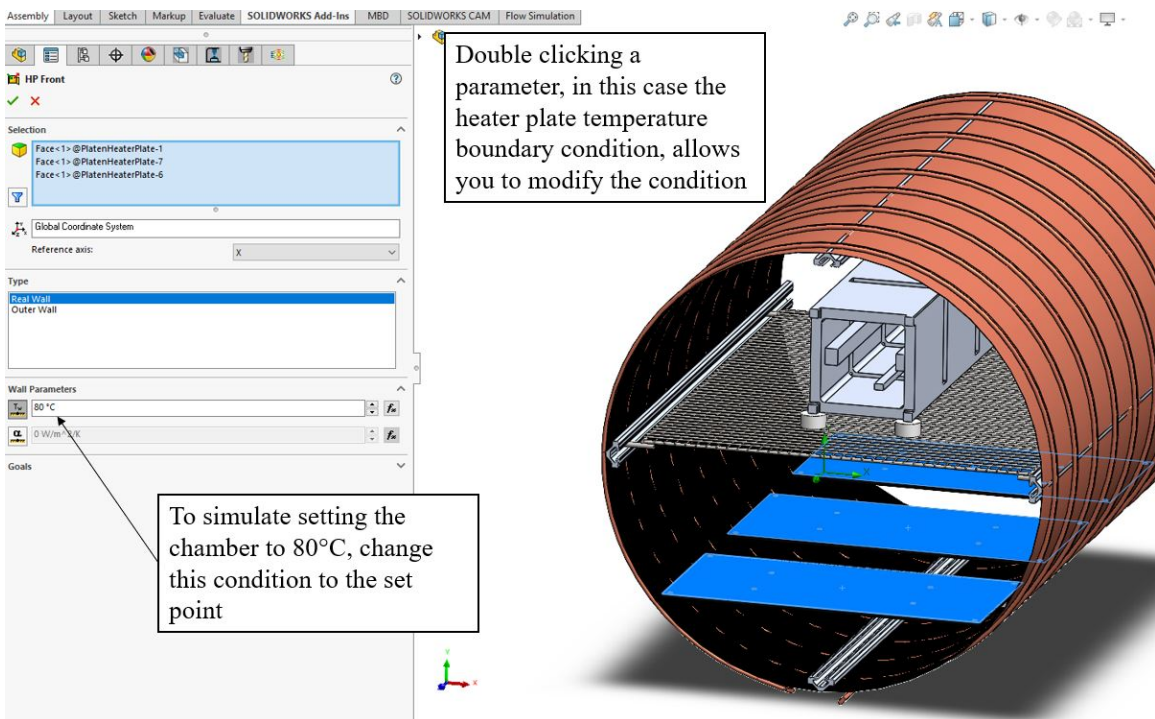 Assembly Layout Sketch Markup Evaluate SOLIDWORKS Add-Ins MBD SOLIDWORKS CAM Flow Simulation
HP Front
Selection
Face<1>@PlatenHeaterPlate-1
Face<1>@PlatenHeaterPlate-7
Face<1>@PlatenHeaterPlate-6
Global Coordinate System
Reference axis: X
Type
Real Wall
Outer Wall
Wall Parameters
80 °C
0 W/m^2/K
Goals
Double clicking a
parameter, in this case the
heater plate temperature
boundary condition, allows
you to modify the condition
To simulate setting the
chamber to 80°C, change
this condition to the set
point
X
Y
X